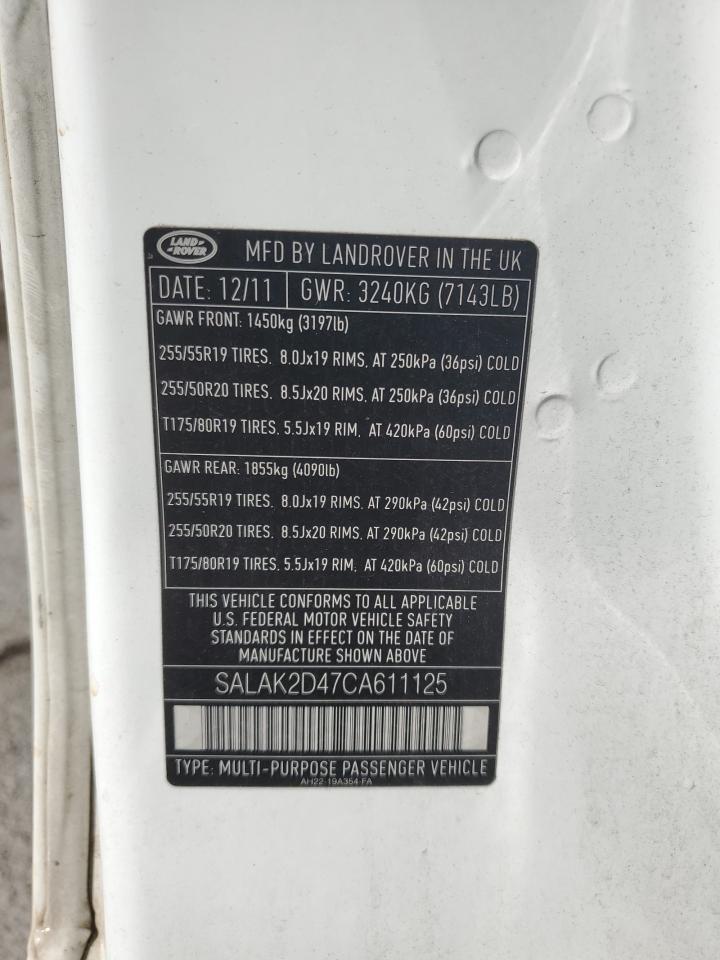 LAND-
-ROVER
MFD BY LANDROVER IN THE UK
DATE: 12/11 GWR: 3240KG (7143LB)
GAWR FRONT: 1450kg (3197lb)
255/55R19 TIRES. 8.0Jx19 RIMS, AT 250kPa (36psi) COLD
255/50R20 TIRES. 8.5Jx20 RIMS, AT 250kPa (36psi) COLD
T175/80R19 TIRES. 5.5Jx19 RIM, AT 420kPa (60psi) COLD
GAWR REAR: 1855kg (4090lb)
255/55R19 TIRES. 8.0Jx19 RIMS, AT 290kPa (42psi) COLD
255/50R20 TIRES. 8.5Jx20 RIMS, AT 290kPa (42psi) COLD
T175/80R19 TIRES. 5.5Jx19 RIM, AT 420kPa (60psi) COLD
THIS VEHICLE CONFORMS TO ALL APPLICABLE
U.S. FEDERAL MOTOR VEHICLE SAFETY
STANDARDS IN EFFECT ON THE DATE OF
MANUFACTURE SHOWN ABOVE
SALAK2D47CA611125
TYPE: MULTI-PURPOSE PASSENGER VEHICLE
AH22-19A354-FA